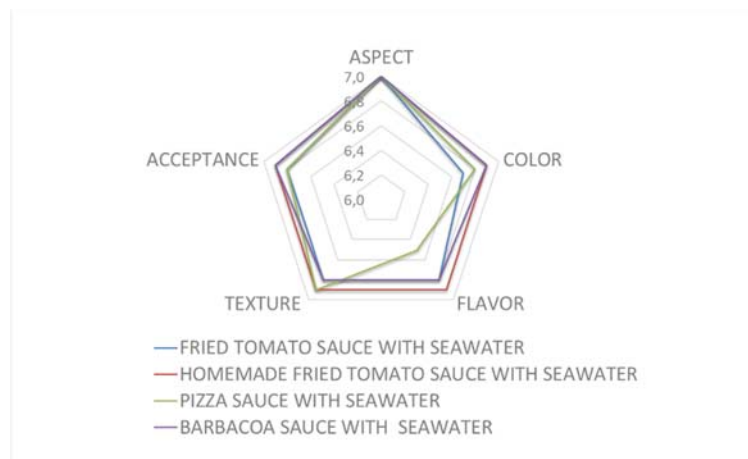 ASPECT
7,0
6,8
6,6
6,4
6,2
6,0
ACCEPTANCE
COLOR
TEXTURE
FLAVOR
FRIED TOMATO SAUCE WITH SEAWATER
HOMEMADE FRIED TOMATO SAUCE WITH SEAWATER
PIZZA SAUCE WITH SEAWATER
BARBACOA SAUCE WITH SEAWATER